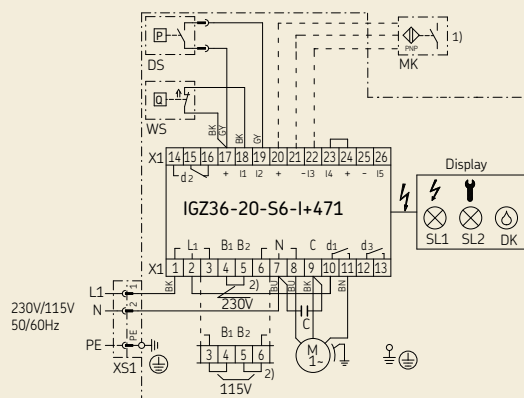 P
DS
Q
WS
BK
GY
BK
GY
PNP
MK
1)
X1 14 15 16 17 18 19 20 21 22 23 24 25 26
d2 + I1 I2 + - I3 I4 + - I5
IGZ36-20-S6-I+471
Display
SL1 SL2 DK
L1 B1 B2 N C d1 d3
X1 1 2 3 4 5 6 7 8 9 10 11 12 13
BK
2)
230V
BU
BU
BK
BN
C
L1 1
N 2
PE PE
230V/115V
50/60Hz
XS1
B1 B2
3 4 5 6
2)
115V
M
1~